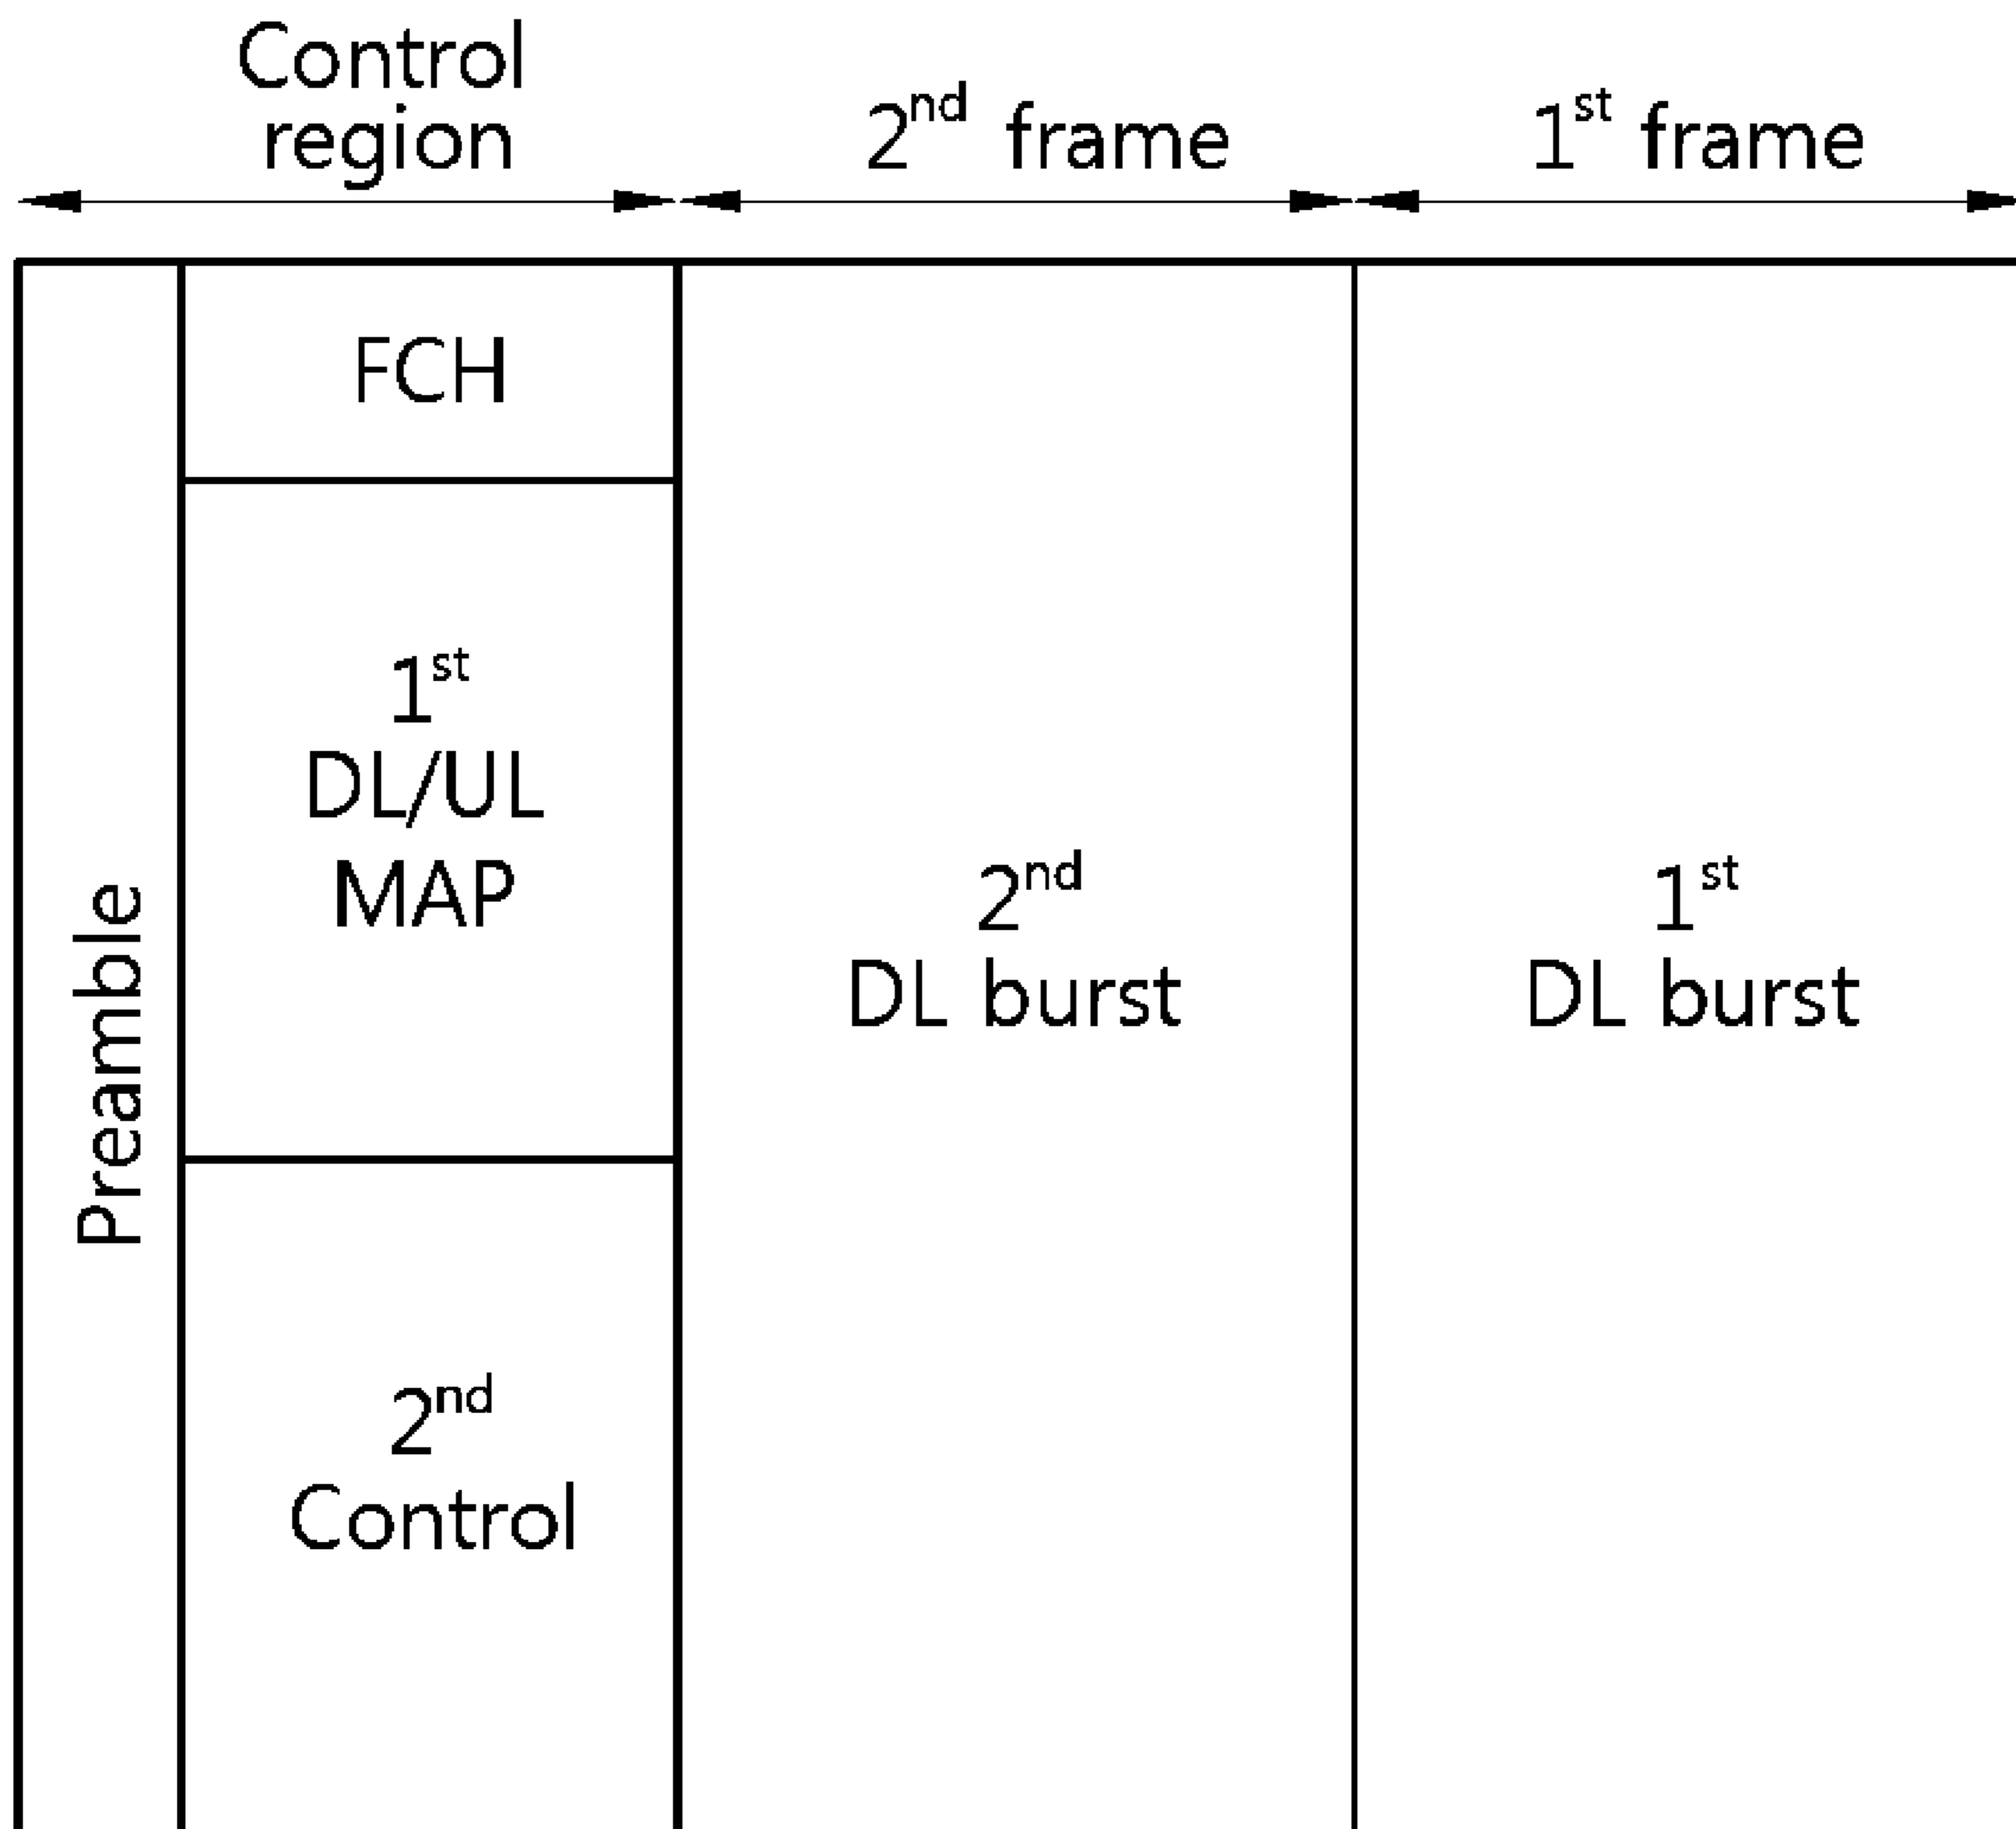 Control
region
2nd frame
1st frame
Preamble
FCH
1st
DL/UL
MAP
2nd
Control
2nd
DL burst
1st
DL burst